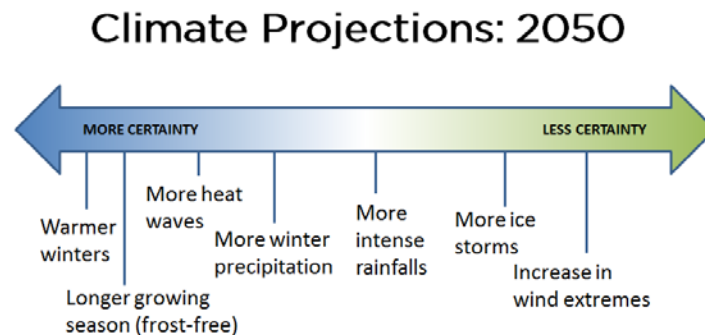 Climate Projections: 2050
MORE CERTAINTY
LESS CERTAINTY
Warmer
winters
Longer growing
season (frost-free)
More heat
waves
More winter
precipitation
More
intense
rainfalls
More ice
storms
Increase in
wind extremes